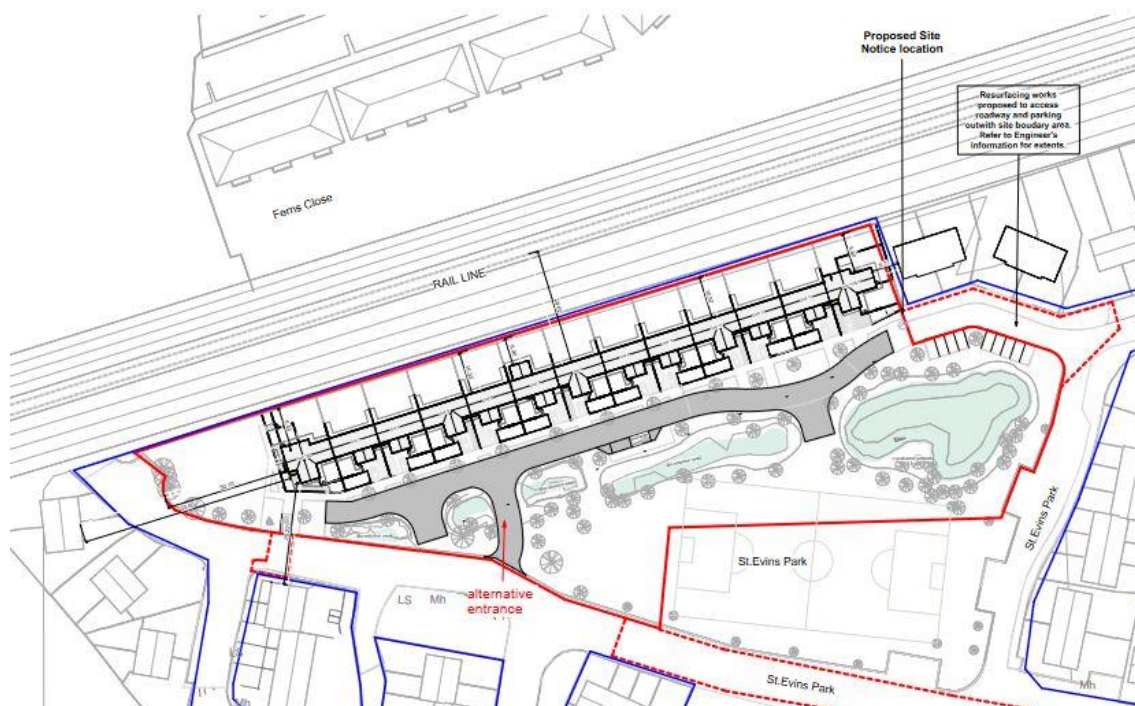 Proposed Site
Notice location
Resurfacing works
proposed to access
roadway and parking
outwith site boudary area.
Refer to Engineer's
information for extents.
Ferns Close
RAIL LINE
St.Evins Park
St.Evins Park
LS
Mh
alternative
entrance
St.Evins Park
Mh
Mh